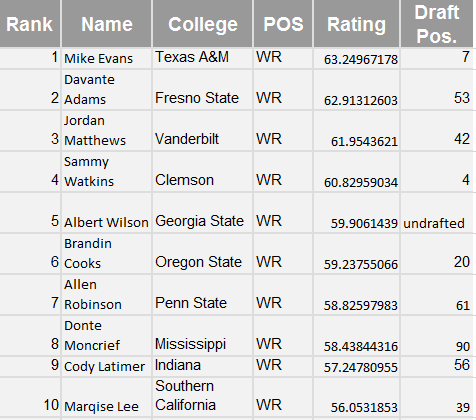 Rank Name College POS Rating Draft Pos.
1 Mike Evans Texas A&M WR 63.24967178 7
Davante
2 Adams Fresno State WR 62.91312603 53
Jordan
3 Matthews Vanderbilt WR 61.9543621 42
Sammy
4 Watkins Clemson WR 60.82959034 4
5 Albert Wilson Georgia State WR 59.9061439 undrafted
Brandin
6 Cooks Oregon State WR 59.23755066 20
Allen
7 Robinson Penn State WR 58.82597983 61
Donte
8 Moncrief Mississippi WR 58.43844316 90
9 Cody Latimer Indiana WR 57.24780955 56
Southern
10 Marqise Lee California WR 56.0531853 39